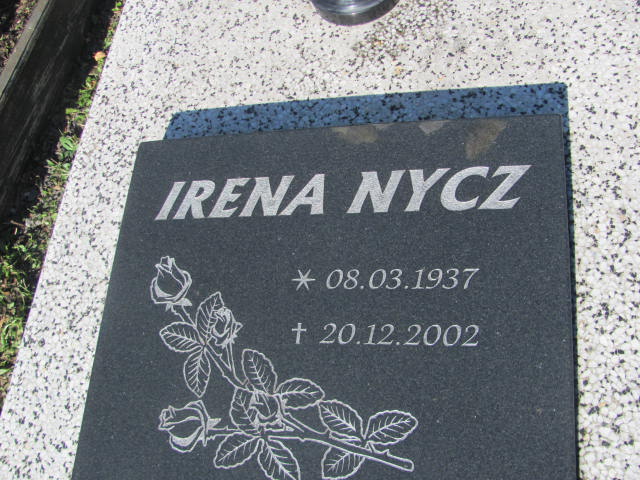 IRENA NYCZ
* 08.03.1937
† 20.12.2002